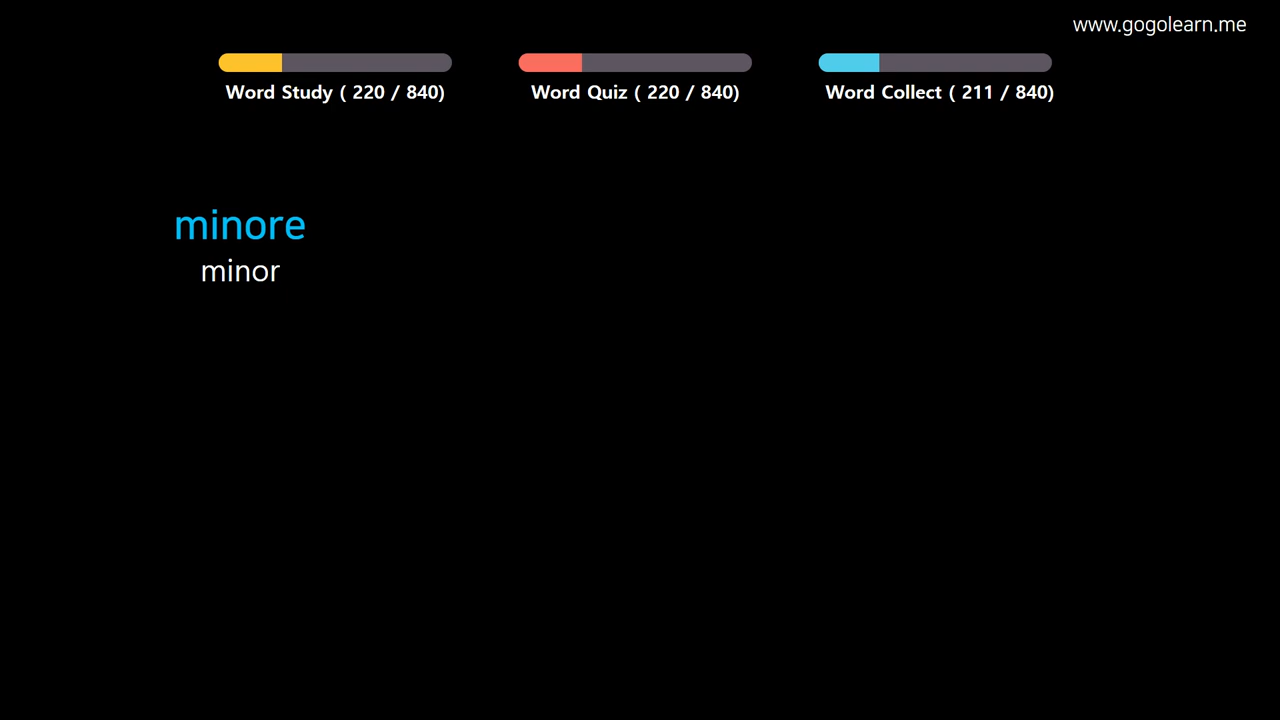 www.gogolearn.me
Word Study ( 220 / 840)
Word Quiz ( 220 / 840)
Word Collect ( 211 / 840)
minore
minor